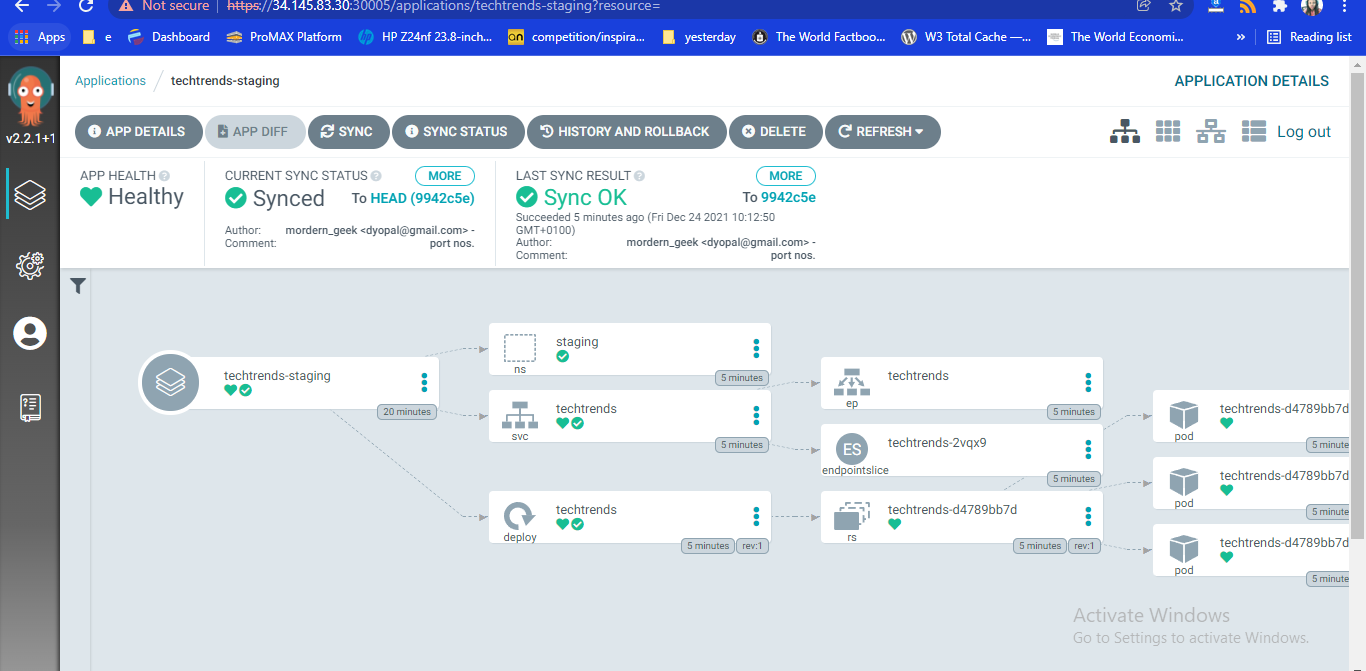 Not secure https://34.145.83.30:30005/applications/techtrends-staging?resource=
Apps e Dashboard ProMAX Platform HP Z24nf 23.8-inch... competition/inspira... yesterday The World Factboo... W3 Total Cache —... The World Economi... » Reading list
v2.2.1+1
Applications / techtrends-staging APPLICATION DETAILS
APP DETAILS APP DIFF SYNC SYNC STATUS HISTORY AND ROLLBACK DELETE REFRESH Log out
APP HEALTH
Healthy
CURRENT SYNC STATUS MORE
Synced To HEAD (9942c5e)
Author: mordern_geek <dyopal@gmail.com> -
Comment: port nos.
LAST SYNC RESULT MORE
Sync OK To 9942c5e
Succeeded 5 minutes ago (Fri Dec 24 2021 10:12:50
GMT+0100)
Author: mordern_geek <dyopal@gmail.com> -
Comment: port nos.
techtrends-staging
20 minutes
staging
ns
5 minutes
techtrends
svc
5 minutes
techtrends
deploy
5 minutes rev:1
techtrends
ep
5 minutes
ES
techtrends-2vqx9
endpointslice
5 minutes
techtrends-d4789bb7d
rs
5 minutes rev:1
techtrends-d4789bb7d
pod
5 minute
techtrends-d4789bb7d
pod
5 minute
techtrends-d4789bb7d
pod
5 minute
Activate Windows
Go to Settings to activate Windows.